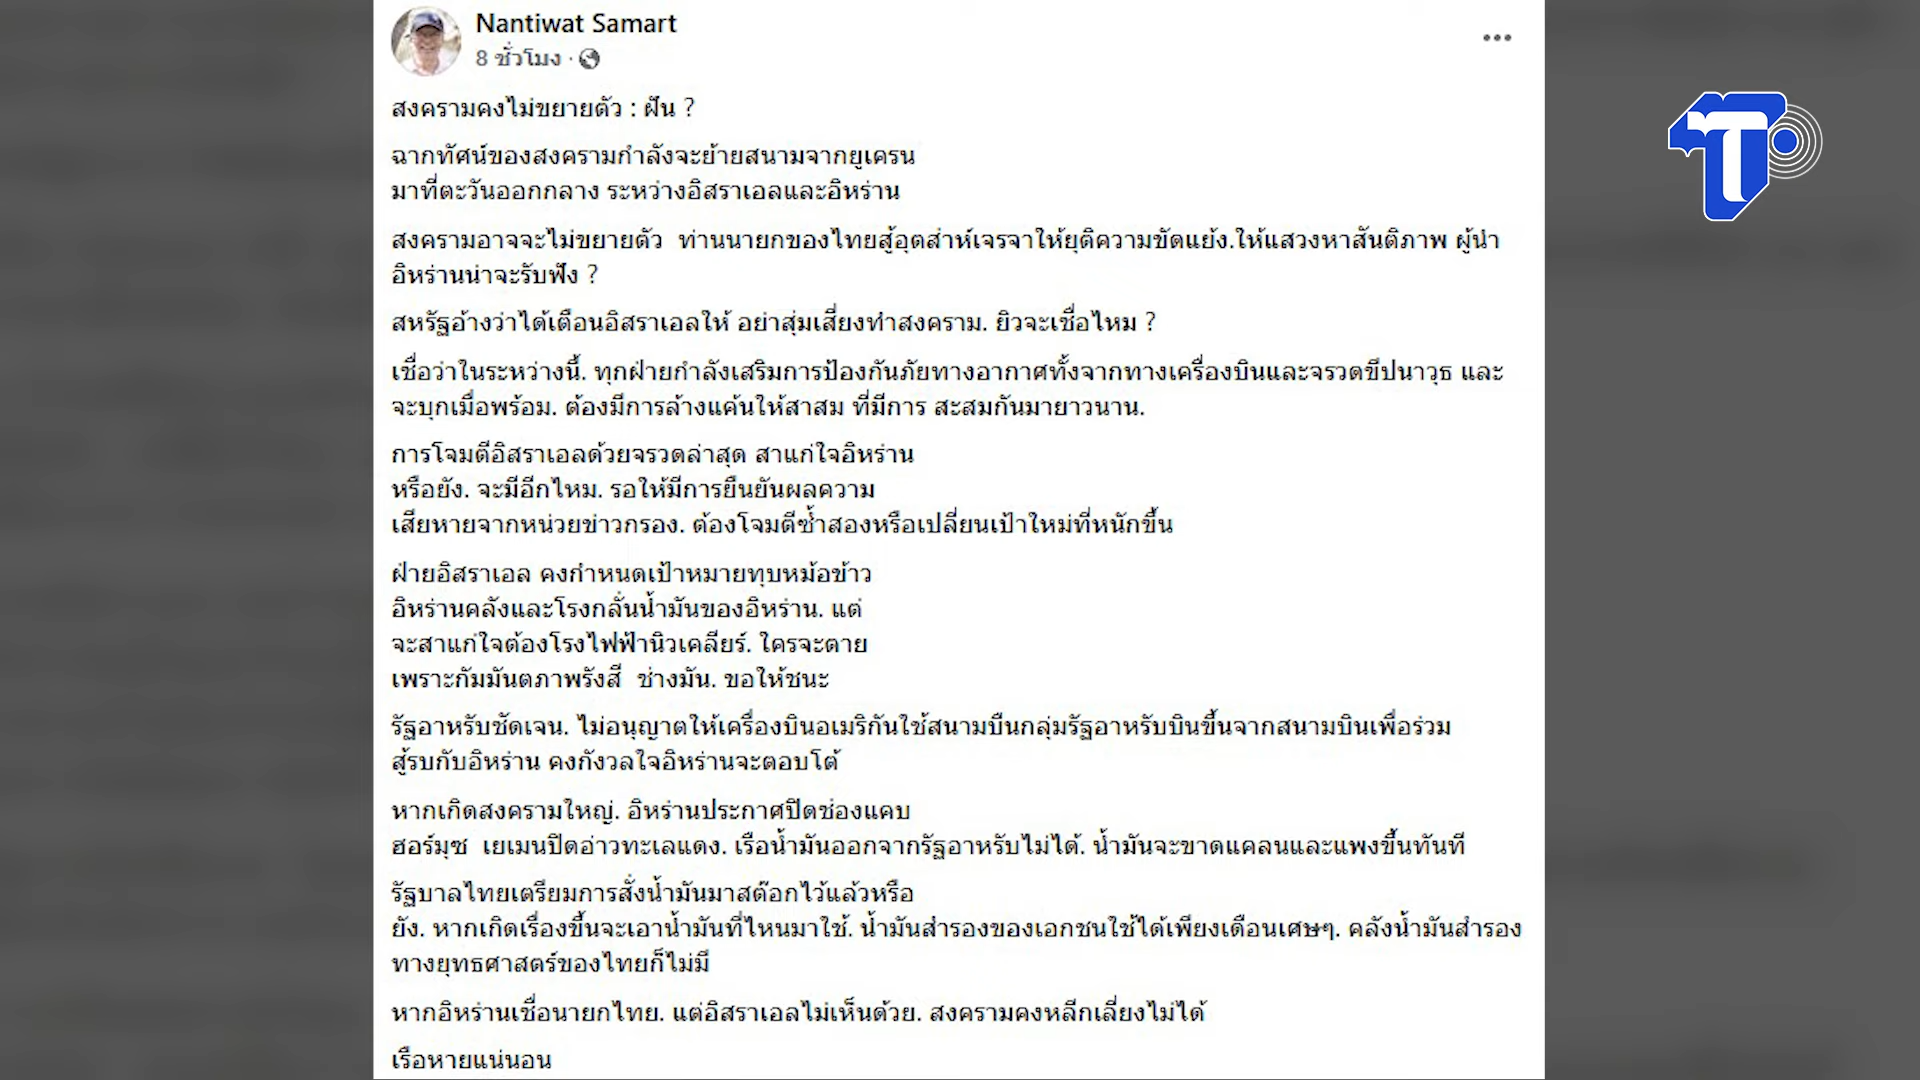 Nantiwat Samart
8 ชั่วโมง ·
สงครามคงไม่ขยายตัว : ฝัน ?
ฉากทัศน์ของสงครามกำลังจะย้ายสนามจากยูเครน
มาที่ตะวันออกกลาง ระหว่างอิสราเอลและอิหร่าน
สงครามอาจจะไม่ขยายตัว ท่านนายกของไทยสู้อุตส่าห์เจรจาให้ยุติความขัดแย้ง.ให้แสวงหาสันติภาพ ผู้นำ
อิหร่านน่าจะรับฟัง ?
สหรัฐอ้างว่าได้เตือนอิสราเอลให้ อย่าสุ่มเสี่ยงทำสงคราม. ยิวจะเชื่อไหม ?
เชื่อว่าในระหว่างนี้. ทุกฝ่ายกำลังเสริมการป้องกันภัยทางอากาศทั้งจากทางเครื่องบินและจรวดขีปนาวุธ และ
จะบุกเมื่อพร้อม. ต้องมีการล้างแค้นให้สาสม ที่มีการ สะสมกันมายาวนาน.
การโจมตีอิสราเอลด้วยจรวดล่าสุด สาแก่ใจอิหร่าน
หรือยัง. จะมีอีกไหม. รอให้มีการยืนยันผลความ
เสียหายจากหน่วยข่าวกรอง. ต้องโจมตีซ้ำสองหรือเปลี่ยนเป้าใหม่ที่หนักขึ้น
ฝ่ายอิสราเอล คงกำหนดเป้าหมายทุบหม้อข้าว
อิหร่านคลังและโรงกลั่นน้ำมันของอิหร่าน. แต่
จะสาแก่ใจต้องโรงไฟฟ้านิวเคลียร์. ใครจะตาย
เพราะกัมมันตภาพรังสี ช่างมัน. ขอให้ชนะ
รัฐอาหรับชัดเจน. ไม่อนุญาตให้เครื่องบินอเมริกันใช้สนามบืนกลุ่มรัฐอาหรับบินขึ้นจากสนามบินเพื่อร่วม
สู้รบกับอิหร่าน คงกังวลใจอิหร่านจะตอบโต้
หากเกิดสงครามใหญ่. อิหร่านประกาศปิดช่องแคบ
ฮอร์มุซ เยเมนปิดอ่าวทะเลแดง. เรือน้ำมันออกจากรัฐอาหรับไม่ได้. น้ำมันจะขาดแคลนและแพงขึ้นทันที
รัฐบาลไทยเตรียมการสั่งน้ำมันมาสต๊อกไว้แล้วหรือ
ยัง. หากเกิดเรื่องขึ้นจะเอาน้ำมันที่ไหนมาใช้. น้ำมันสำรองของเอกชนใช้ได้เพียงเดือนเศษๆ. คลังน้ำมันสำรอง
ทางยุทธศาสตร์ของไทยก็ไม่มี
หากอิหร่านเชื่อนายกไทย. แต่อิสราเอลไม่เห็นด้วย. สงครามคงหลีกเลี่ยงไม่ได้
เรือหายแน่นอน